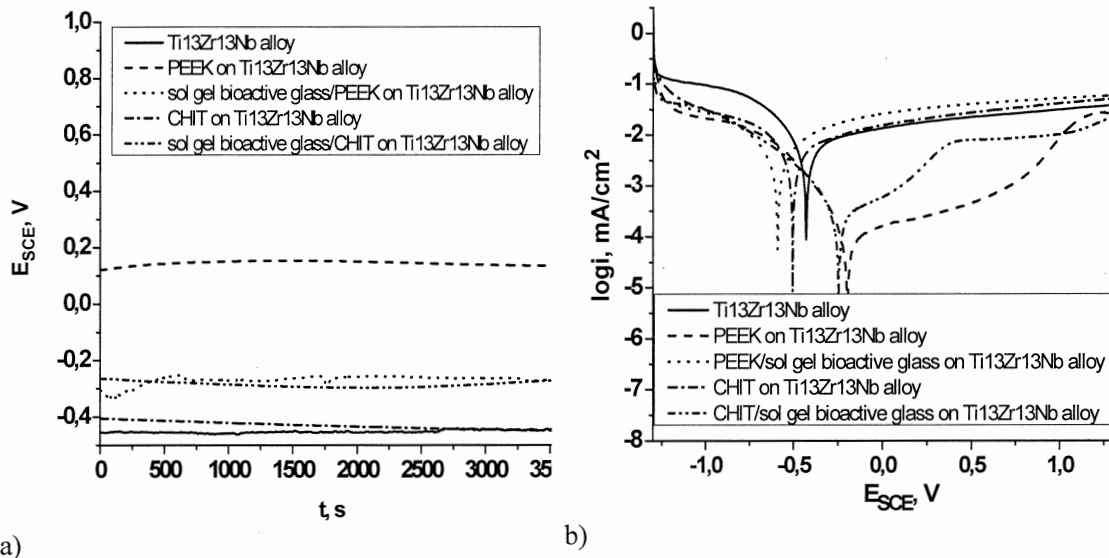 1,0
0,8
0,6
0,4
0,2
0,0
-0,2
-0,4
E_SCE, V
Ti13Zr13Nb alloy
PEEK on Ti13Zr13Nb alloy
sol gel bioactive glass/PEEK on Ti13Zr13Nb alloy
CHIT on Ti13Zr13Nb alloy
sol gel bioactive glass/CHIT on Ti13Zr13Nb alloy
0 500 1000 1500 2000 2500 3000 350
t, s
a)
0
-1
-2
-3
-4
-5
-6
-7
-8
logi, mA/cm²
Ti13Zr13Nb alloy
PEEK on Ti13Zr13Nb alloy
PEEK/sol gel bioactive glass on Ti13Zr13Nb alloy
CHIT on Ti13Zr13Nb alloy
CHIT/sol gel bioactive glass on Ti13Zr13Nb alloy
-1,0 -0,5 0,0 0,5 1,0
E_SCE, V
b)